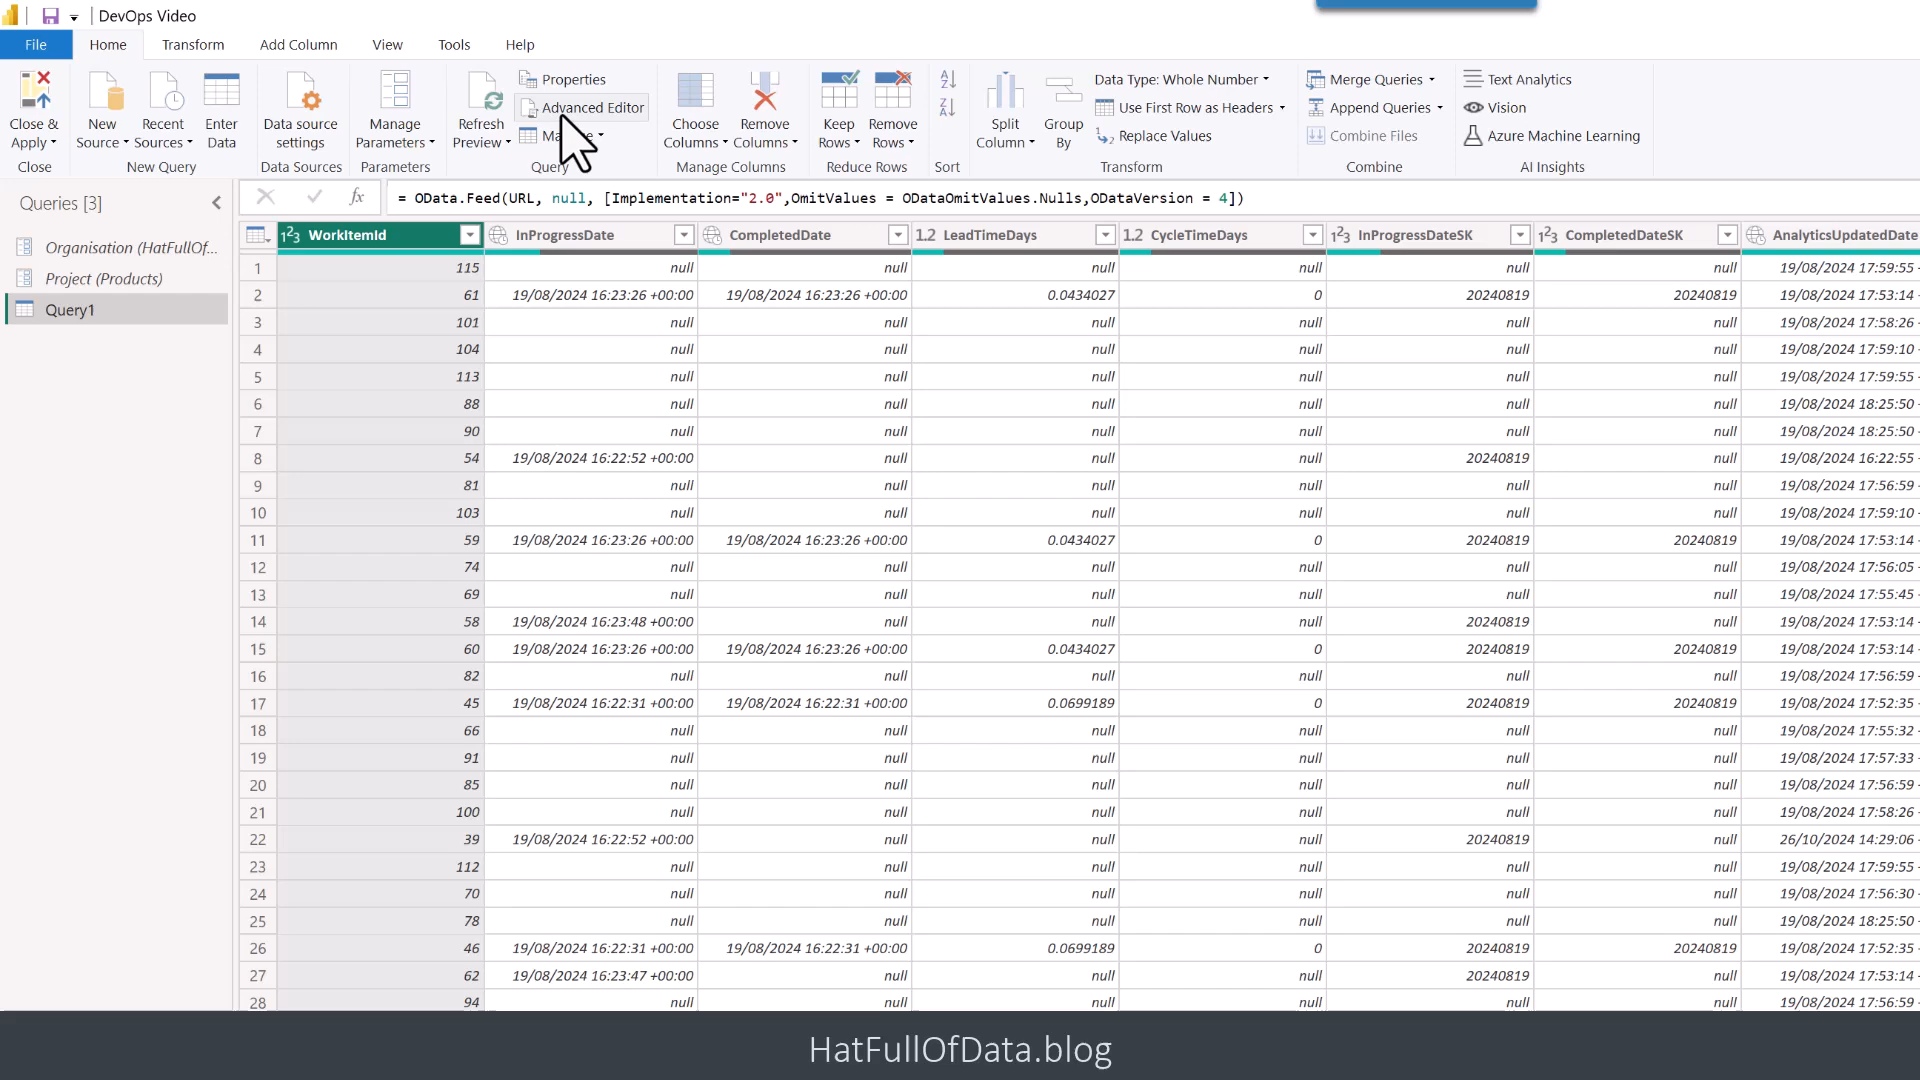 DevOps Video
File Home Transform Add Column View Tools Help
Close & Apply
Close
New Source
Recent Sources
Enter Data
New Query
Data source settings
Data Sources
Manage Parameters
Parameters
Refresh Preview
Properties
Advanced Editor
Query
Choose Columns
Remove Columns
Manage Columns
Keep Rows
Remove Rows
Reduce Rows
Sort
Split Column
Group By
Data Type: Whole Number
Use First Row as Headers
Replace Values
Transform
Merge Queries
Append Queries
Combine Files
Combine
Text Analytics
Vision
Azure Machine Learning
AI Insights
Queries [3]
fx = OData.Feed(URL, null, [Implementation="2.0",OmitValues = ODataOmitValues.Nulls,ODataVersion = 4])
Organisation (HatFullOf...
Project (Products)
Query1
WorkItemId InProgressDate CompletedDate LeadTimeDays CycleTimeDays InProgressDateSK CompletedDateSK AnalyticsUpdatedDate
1 115 null null null null null null 19/08/2024 17:59:55
2 61 19/08/2024 16:23:26 +00:00 19/08/2024 16:23:26 +00:00 0.0434027 0 20240819 20240819 19/08/2024 17:53:14
3 101 null null null null null null 19/08/2024 17:58:26
4 104 null null null null null null 19/08/2024 17:59:10
5 113 null null null null null null 19/08/2024 17:59:55
6 88 null null null null null null 19/08/2024 18:25:50
7 90 null null null null null null 19/08/2024 18:25:50
8 54 19/08/2024 16:22:52 +00:00 null null null 20240819 null 19/08/2024 16:22:55
9 81 null null null null null null 19/08/2024 17:56:59
10 103 null null null null null null 19/08/2024 17:59:10
11 59 19/08/2024 16:23:26 +00:00 19/08/2024 16:23:26 +00:00 0.0434027 0 20240819 20240819 19/08/2024 17:53:14
12 74 null null null null null null 19/08/2024 17:56:05
13 69 null null null null null null 19/08/2024 17:55:45
14 58 19/08/2024 16:23:48 +00:00 null null null 20240819 null 19/08/2024 17:53:14
15 60 19/08/2024 16:23:26 +00:00 19/08/2024 16:23:26 +00:00 0.0434027 0 20240819 20240819 19/08/2024 17:53:14
16 82 null null null null null null 19/08/2024 17:56:59
17 45 19/08/2024 16:22:31 +00:00 19/08/2024 16:22:31 +00:00 0.0699189 0 20240819 20240819 19/08/2024 17:52:35
18 66 null null null null null null 19/08/2024 17:55:32
19 91 null null null null null null 19/08/2024 17:57:33
20 85 null null null null null null 19/08/2024 17:56:59
21 100 null null null null null null 19/08/2024 17:58:26
22 39 19/08/2024 16:22:52 +00:00 null null null 20240819 null 26/10/2024 14:29:06
23 112 null null null null null null 19/08/2024 17:59:55
24 70 null null null null null null 19/08/2024 17:56:30
25 78 null null null null null null 19/08/2024 18:25:50
26 46 19/08/2024 16:22:31 +00:00 19/08/2024 16:22:31 +00:00 0.0699189 0 20240819 20240819 19/08/2024 17:52:35
27 62 19/08/2024 16:23:47 +00:00 null null null 20240819 null 19/08/2024 17:53:14
28 94 null null null null null null 19/08/2024 17:56:59
HatFullOfData.blog